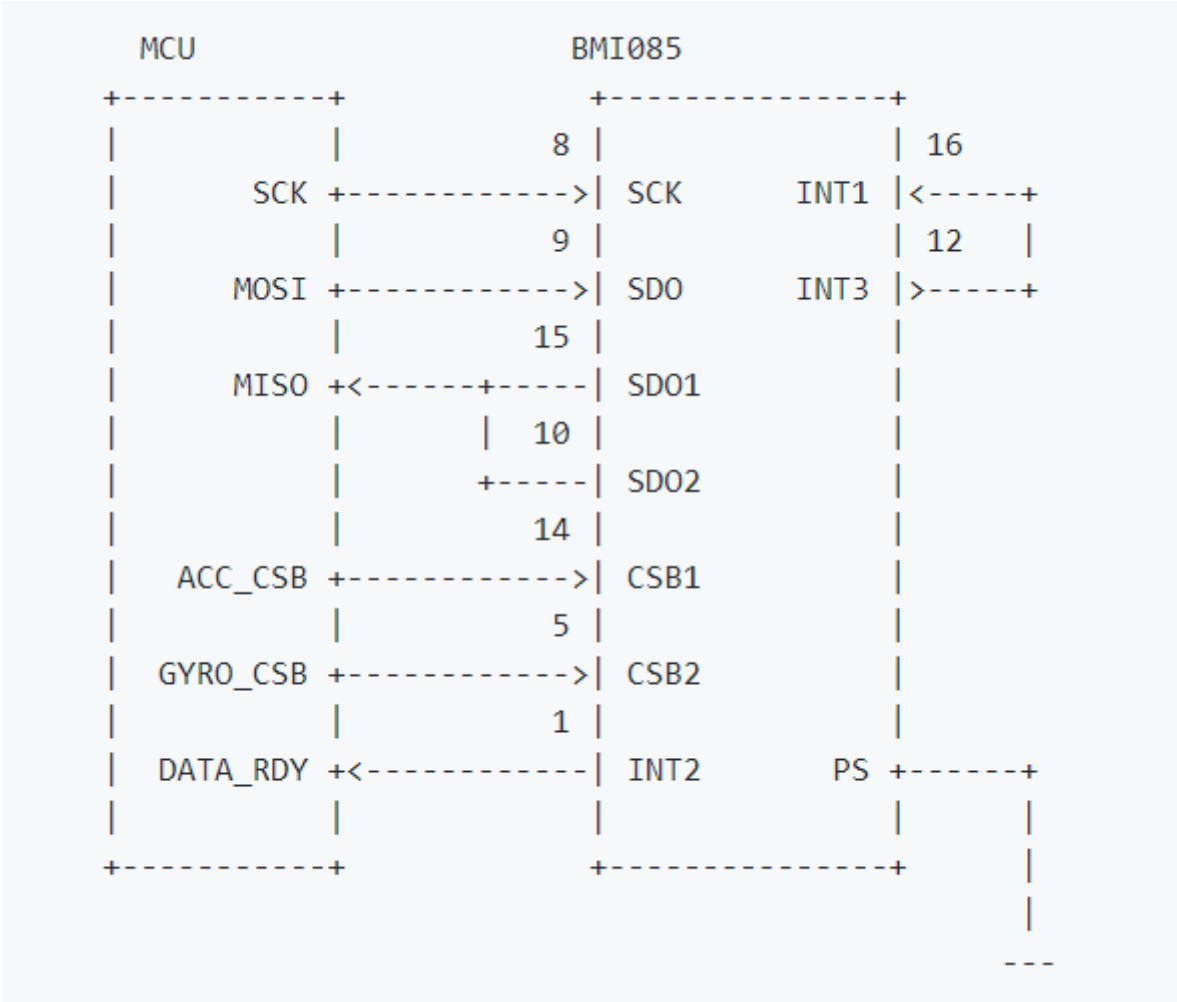 MCU                    BMI085
+-----------+             +---------------+
|           |           8 |               | 16
|       SCK +------------>| SCK      INT1 |<-----+
|           |           9 |               | 12   |
|      MOSI +------------>| SDO      INT3 |>-----+
|           |          15 |               |
|      MISO +<------+-----| SDO1          |
|           |       |  10 |               |
|           |       +-----| SDO2          |
|           |          14 |               |
|   ACC_CSB +------------>| CSB1          |
|           |           5 |               |
|  GYRO_CSB +------------>| CSB2          |
|           |           1 |               |
|  DATA_RDY +<------------| INT2       PS +------+
|           |             |               |      |
+-----------+             +---------------+      |
                                                 |
                                                ---